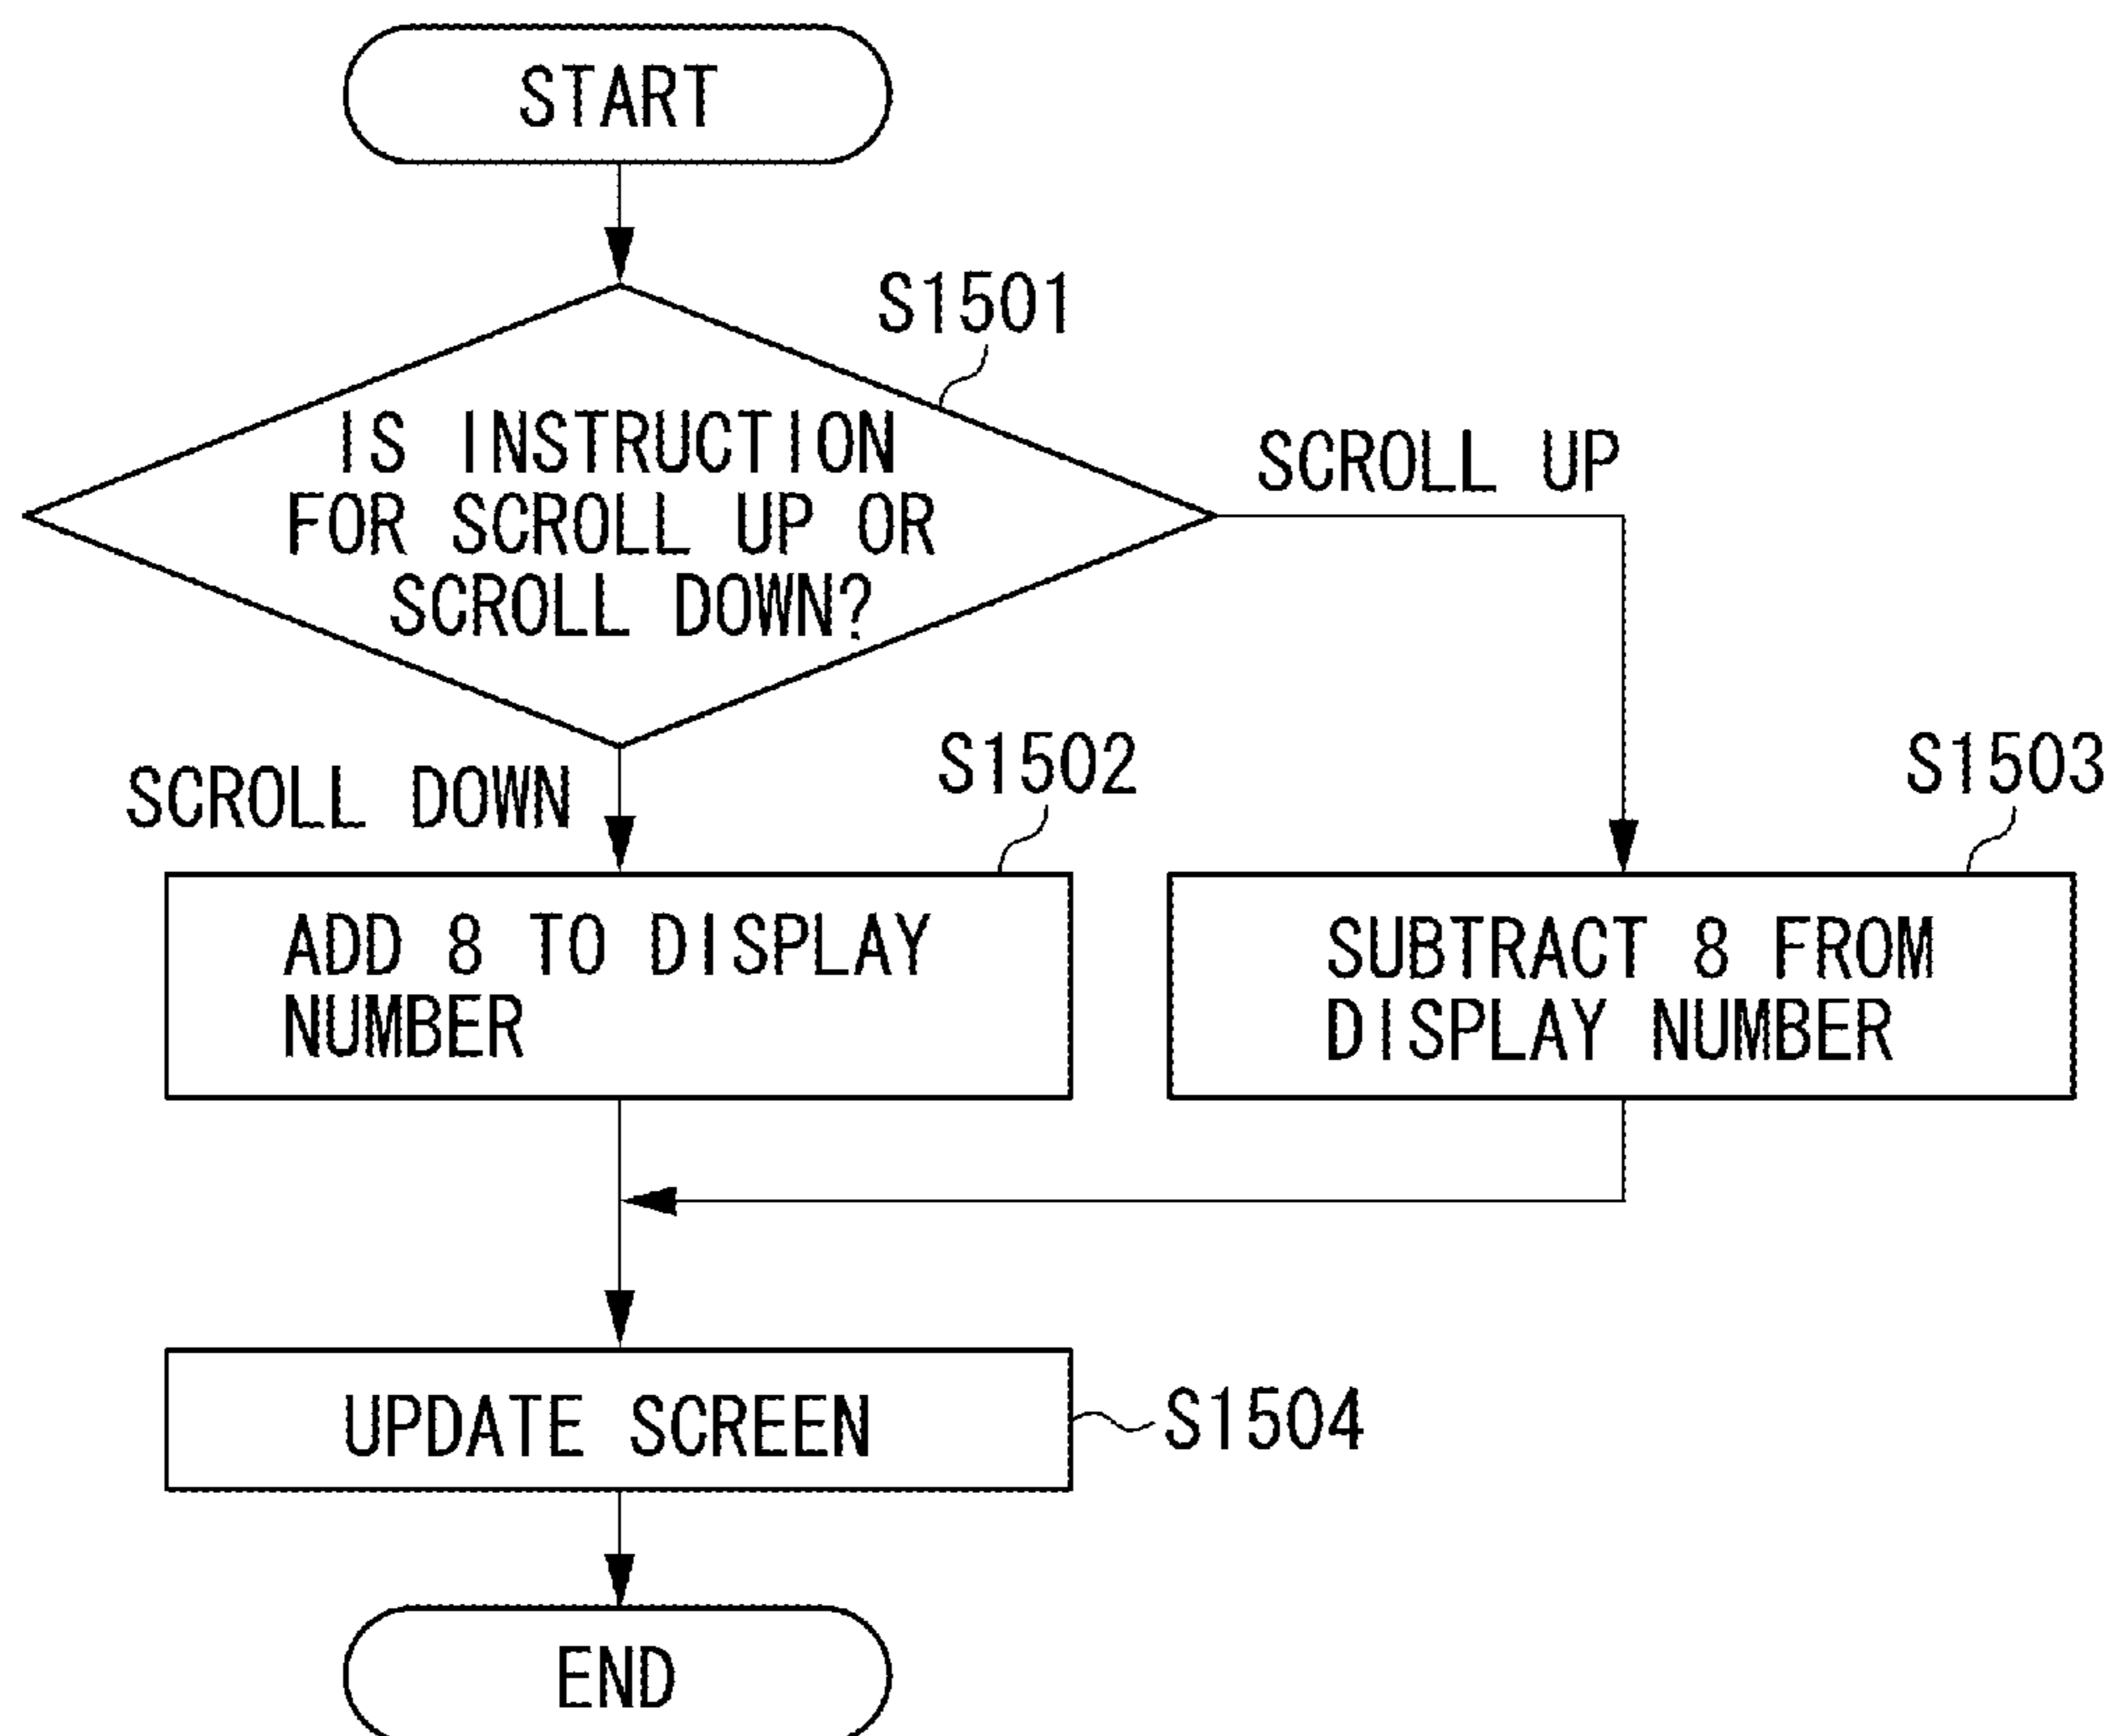 START
S1501
IS INSTRUCTION
FOR SCROLL UP OR
SCROLL DOWN?
SCROLL UP
SCROLL DOWN
S1502
S1503
ADD 8 TO DISPLAY
NUMBER
SUBTRACT 8 FROM
DISPLAY NUMBER
UPDATE SCREEN
S1504
END